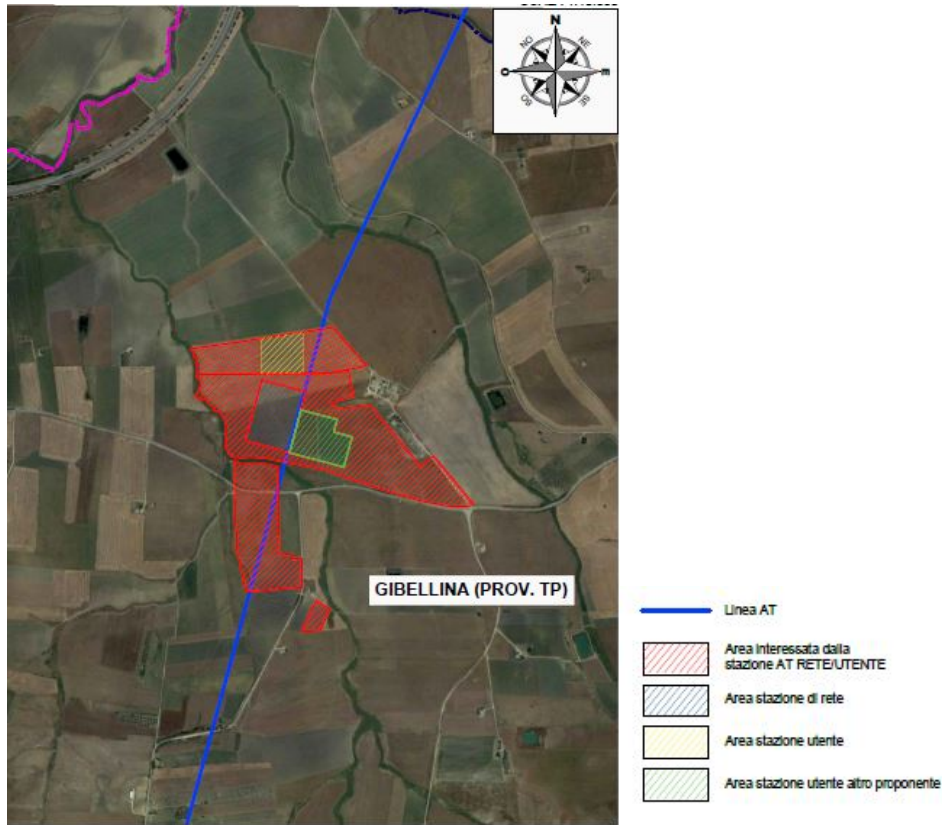 N
NO
NE
O
E
SO
SE
GIBELLINA (PROV. TP)
Linea AT
Area interessata dalla
stazione AT RETE/UTENTE
Area stazione di rete
Area stazione utente
Area stazione utente altro proponente